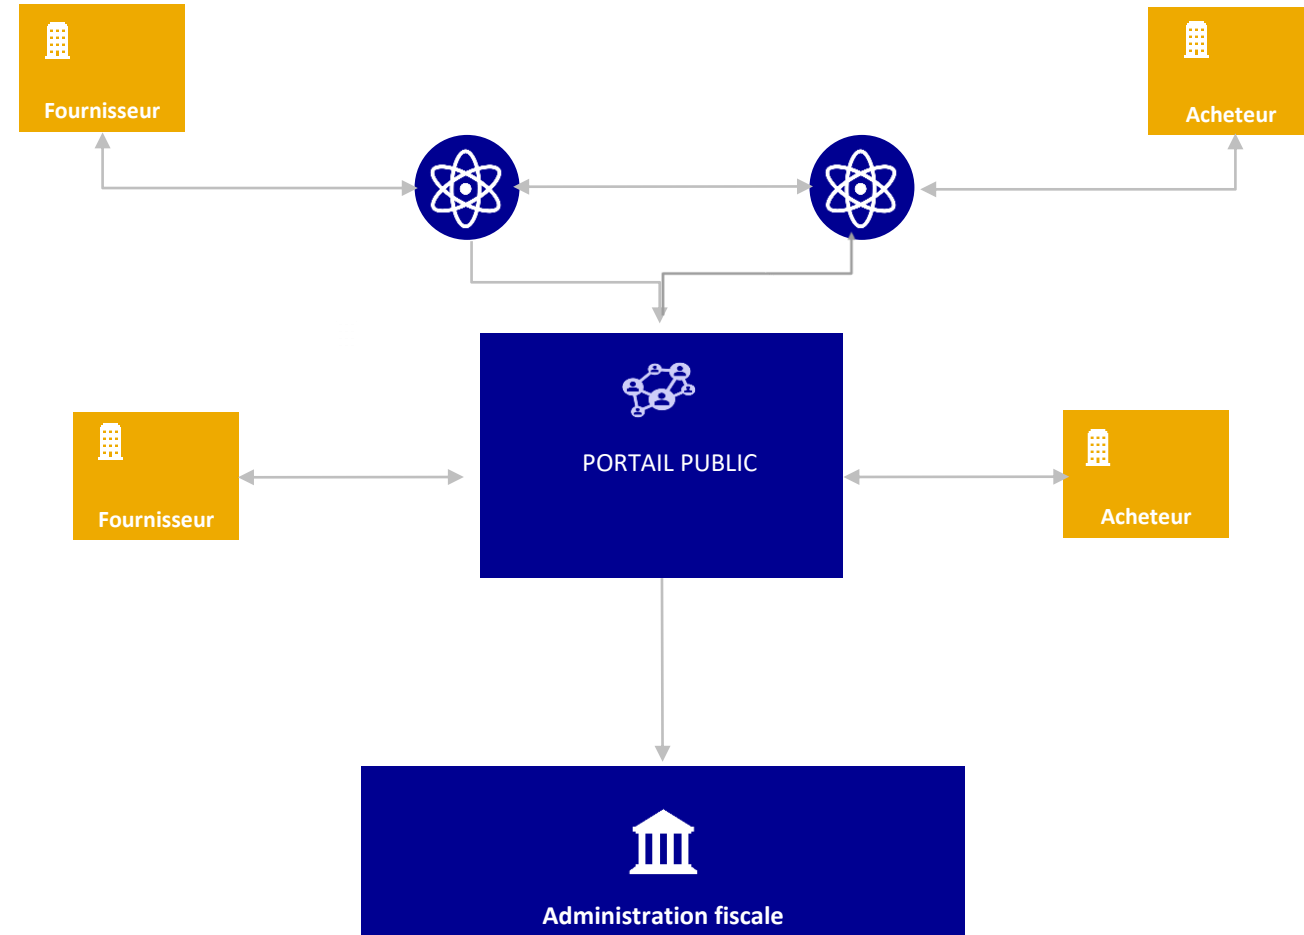 Fournisseur
Acheteur
PORTAIL PUBLIC
Fournisseur
Acheteur
Administration fiscale